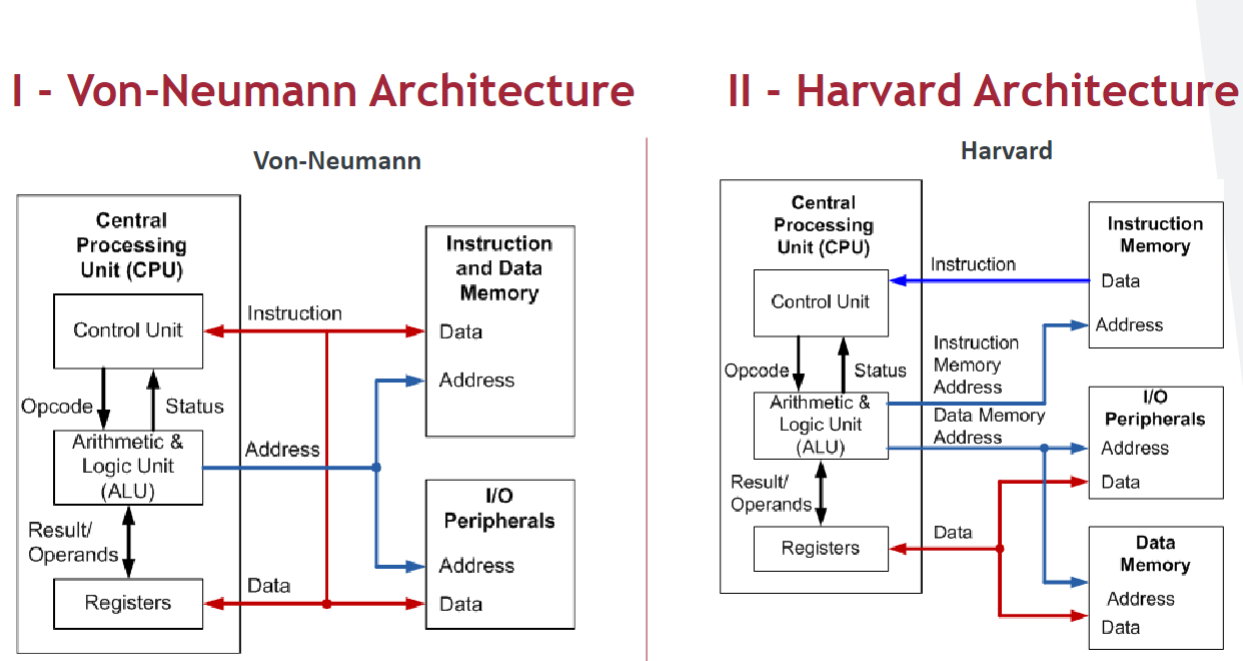 I - Von-Neumann Architecture
Von-Neumann
Central
Processing
Unit (CPU)
Control Unit
Opcode
Status
Arithmetic &
Logic Unit
(ALU)
Result/
Operands
Registers
Instruction
Address
Data
Instruction
and Data
Memory
Data
Address
I/O
Peripherals
Address
Data
II - Harvard Architecture
Harvard
Central
Processing
Unit (CPU)
Control Unit
Opcode
Status
Arithmetic &
Logic Unit
(ALU)
Result/
Operands
Registers
Instruction
Instruction
Memory
Address
Data Memory
Address
Data
Instruction
Memory
Data
Address
I/O
Peripherals
Address
Data
Data
Memory
Address
Data